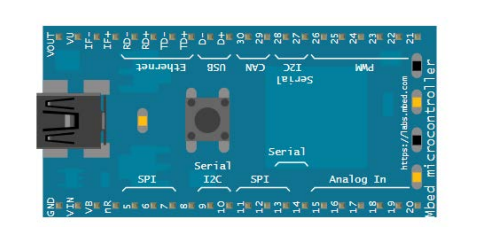 VOUT VU IF- IF+ RD- RD+ TD- TD+ D- D+ 30 29 28 27 26 25 24 23 22 21
Ethernet USB CAN I2C PWM
Serial
https://labs.mbed.com
Mbed microcontroller
Serial
Serial
SPI I2C SPI Analog In
GND VIN VB nR 5 6 7 8 9 10 11 12 13 14 15 16 17 18 19 20